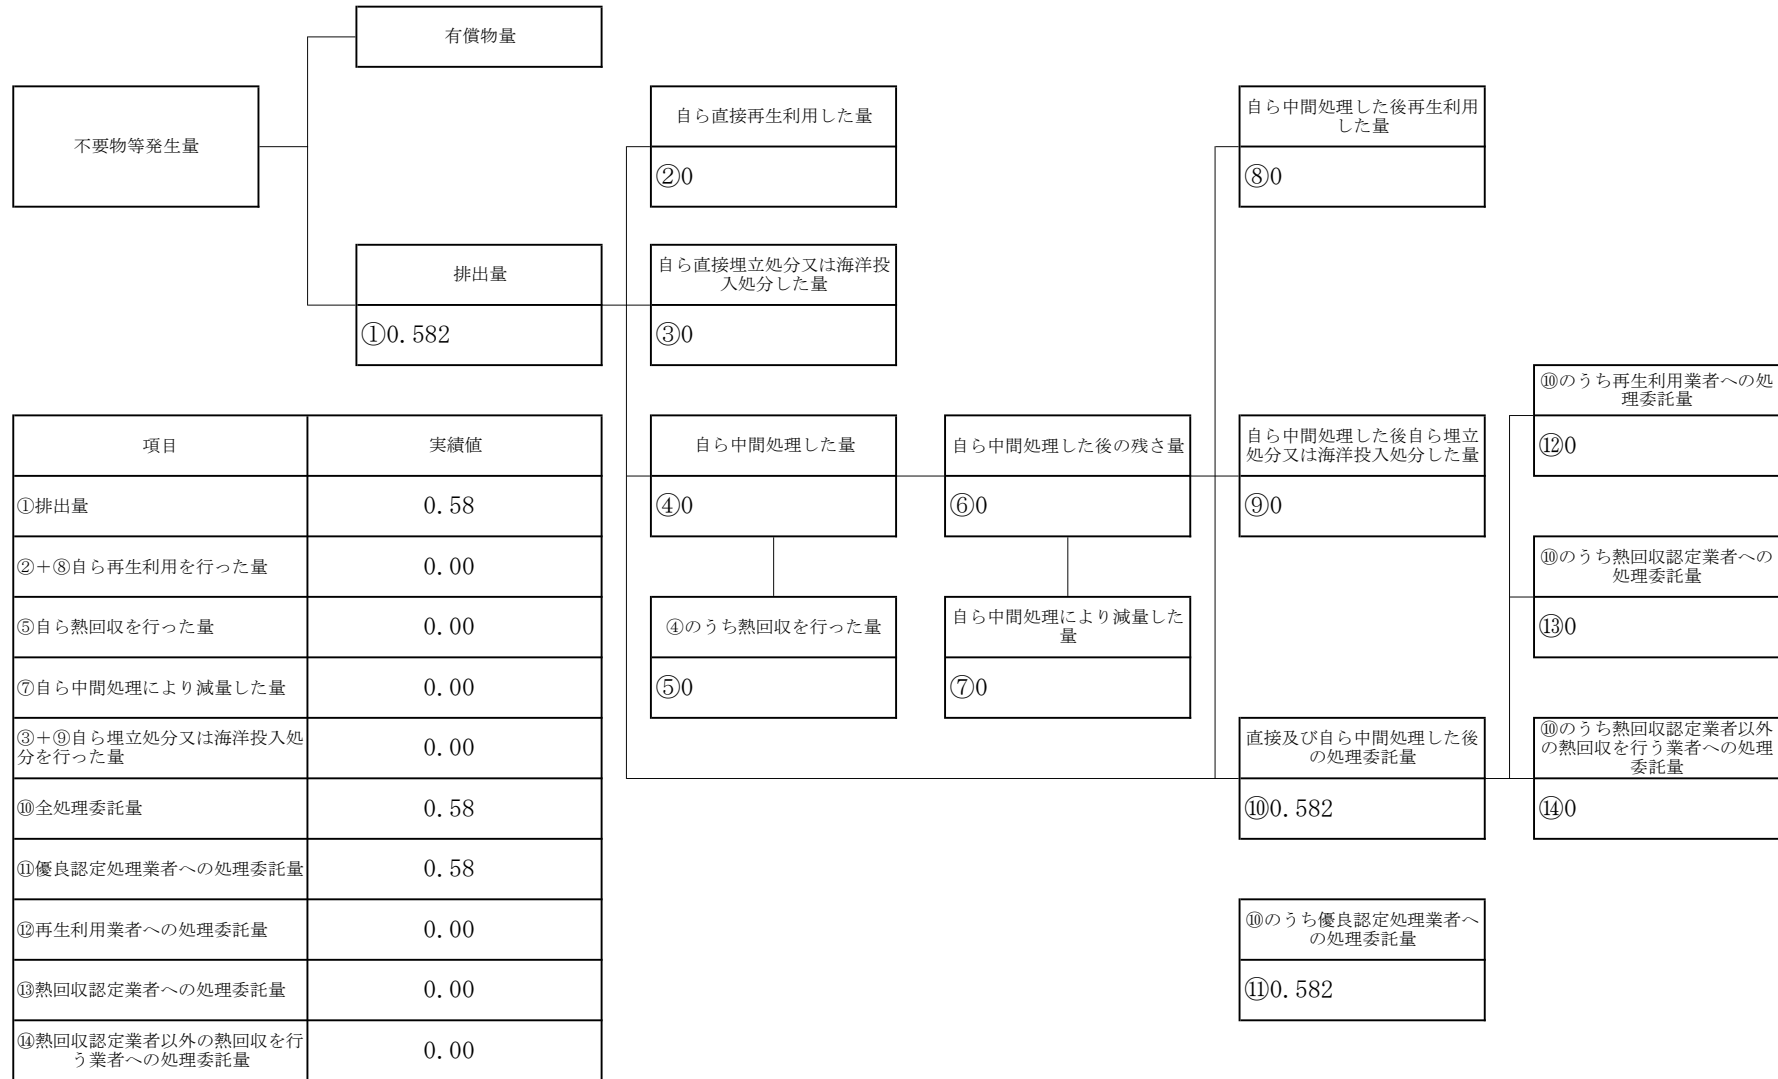 有償物量
不要物等発生量
自ら直接再生利用した量
②0
自ら中間処理した後再生利用
した量
⑧0
排出量
①0.582
自ら直接埋立処分又は海洋投
入処分した量
③0
項目 実績値
①排出量 0.58
②+⑧自ら再生利用を行った量 0.00
⑤自ら熱回収を行った量 0.00
⑦自ら中間処理により減量した量 0.00
③+⑨自ら埋立処分又は海洋投入処
分を行った量 0.00
⑩全処理委託量 0.58
⑪優良認定処理業者への処理委託量 0.58
⑫再生利用業者への処理委託量 0.00
⑬熱回収認定業者への処理委託量 0.00
⑭熱回収認定業者以外の熱回収を行
う業者への処理委託量 0.00
自ら中間処理した量
④0
④のうち熱回収を行った量
⑤0
自ら中間処理した後の残さ量
⑥0
自ら中間処理により減量した
量
⑦0
自ら中間処理した後自ら埋立
処分又は海洋投入処分した量
⑨0
直接及び自ら中間処理した後
の処理委託量
⑩0.582
⑩のうち優良認定処理業者へ
の処理委託量
⑪0.582
⑩のうち再生利用業者への処
理委託量
⑫0
⑩のうち熱回収認定業者への
処理委託量
⑬0
⑩のうち熱回収認定業者以外
の熱回収を行う業者への処理
委託量
⑭0